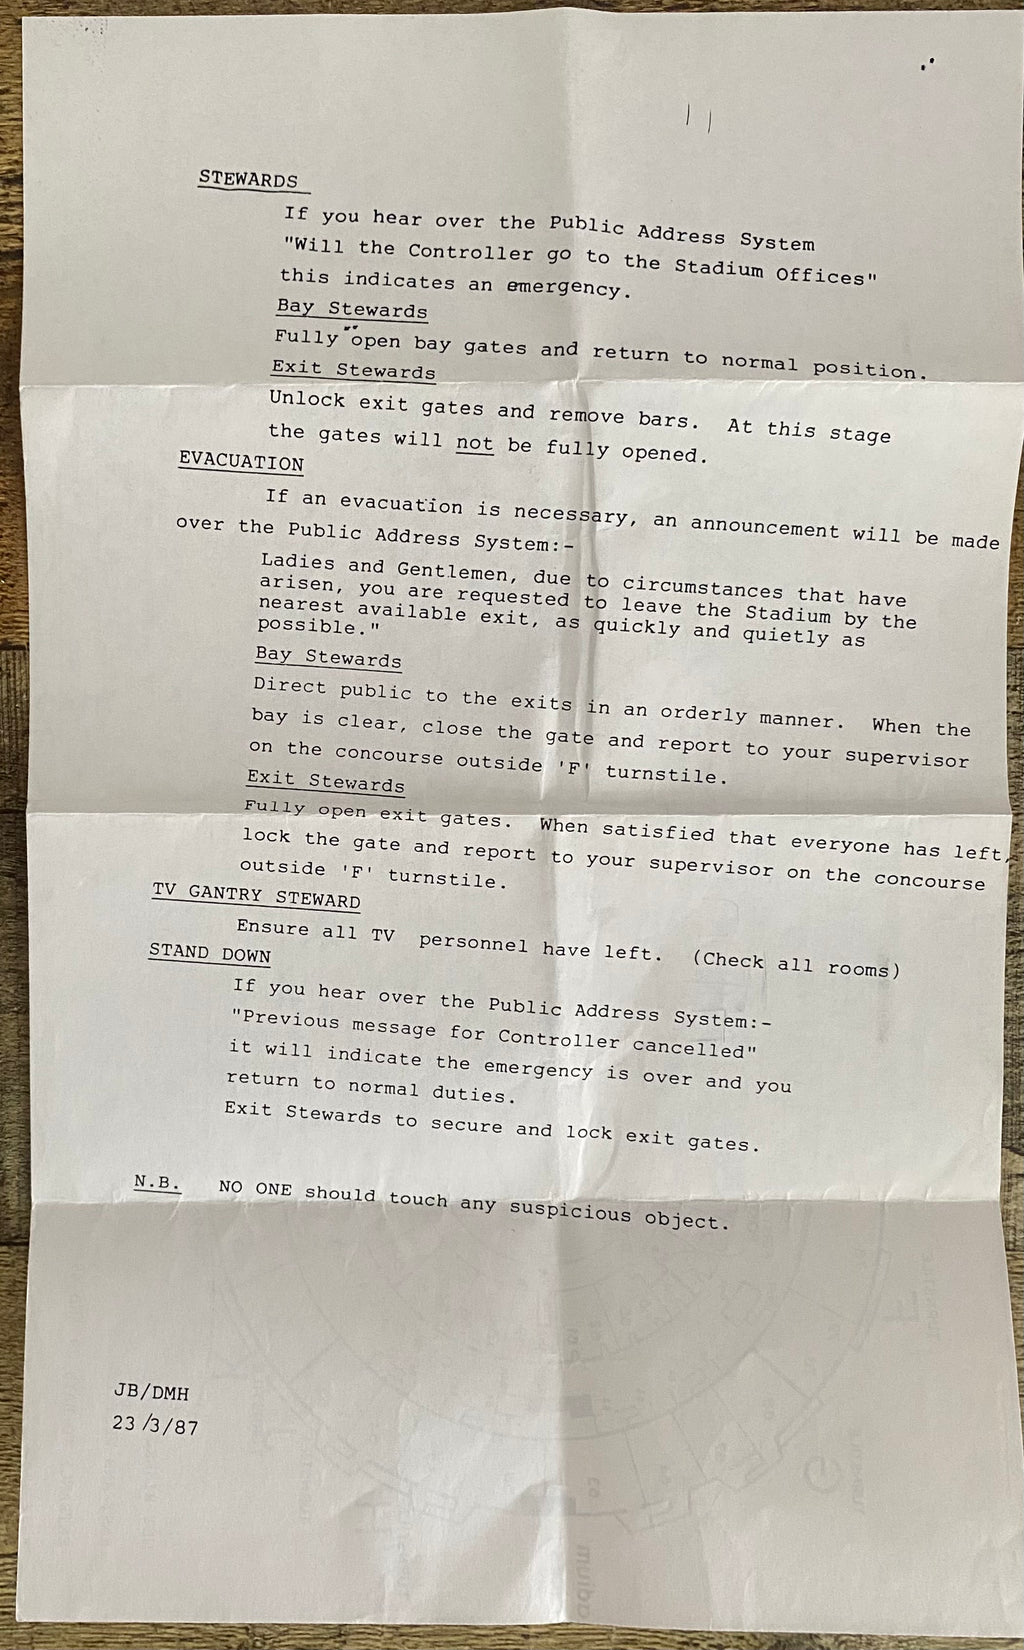 STEWARDS
If you hear over the Public Address System
"Will the Controller go to the Stadium Offices"
this indicates an emergency.
Bay Stewards
Fully open bay gates and return to normal position.
Exit Stewards
Unlock exit gates and remove bars. At this stage
the gates will not be fully opened.
EVACUATION
If an evacuation is necessary, an announcement will be made
over the Public Address System:-
Ladies and Gentlemen, due to circumstances that have
arisen, you are requested to leave the Stadium by the
nearest available exit, as quickly and quietly as
possible."
Bay Stewards
Direct public to the exits in an orderly manner. When the
bay is clear, close the gate and report to your supervisor
on the concourse outside 'F' turnstile.
Exit Stewards
Fully open exit gates. When satisfied that everyone has left,
lock the gate and report to your supervisor on the concourse
outside 'F' turnstile.
TV GANTRY STEWARD
Ensure all TV personnel have left. (Check all rooms)
STAND DOWN
If you hear over the Public Address System:-
"Previous message for Controller cancelled"
it will indicate the emergency is over and you
return to normal duties.
Exit Stewards to secure and lock exit gates.
N.B. NO ONE should touch any suspicious object.
JB/DMH
23/3/87